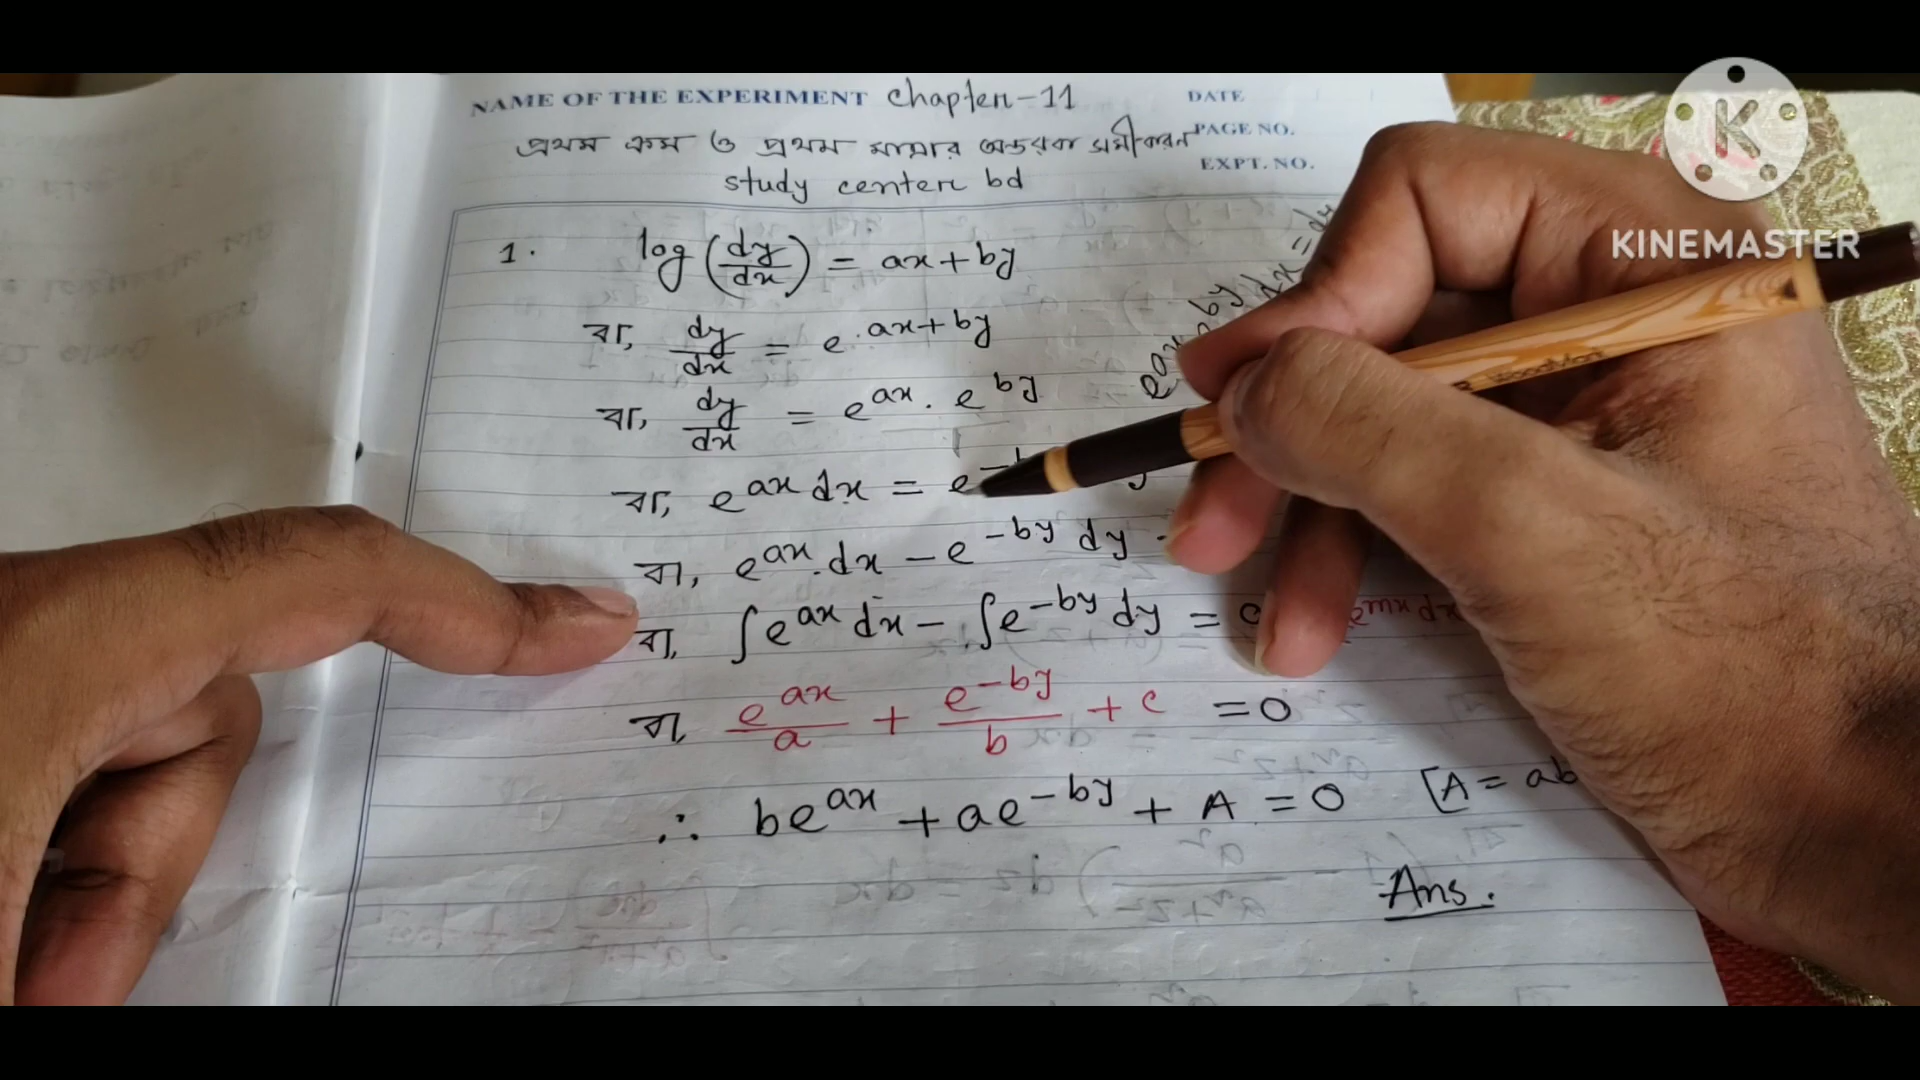 NAME OF THE EXPERIMENT Chapter-11
DATE
প্রথম ক্রম ও প্রথম মাত্রার অন্তরক সমীকরন
PAGE NO.
EXPT. NO.
study center bd
KINEMASTER
1. log(dy/dx) = ax + by
বা, dy/dx = e^ax+by
বা, dy/dx = e^ax . e^by
বা, e^ax dx = e^-
বা, e^ax . dx - e^-by dy
বা, ∫e^ax dx - ∫e^-by dy = c
বা, e^ax/a + e^-by/b + c = 0
∴ be^ax + ae^-by + A = 0 [A = ab
Ans.